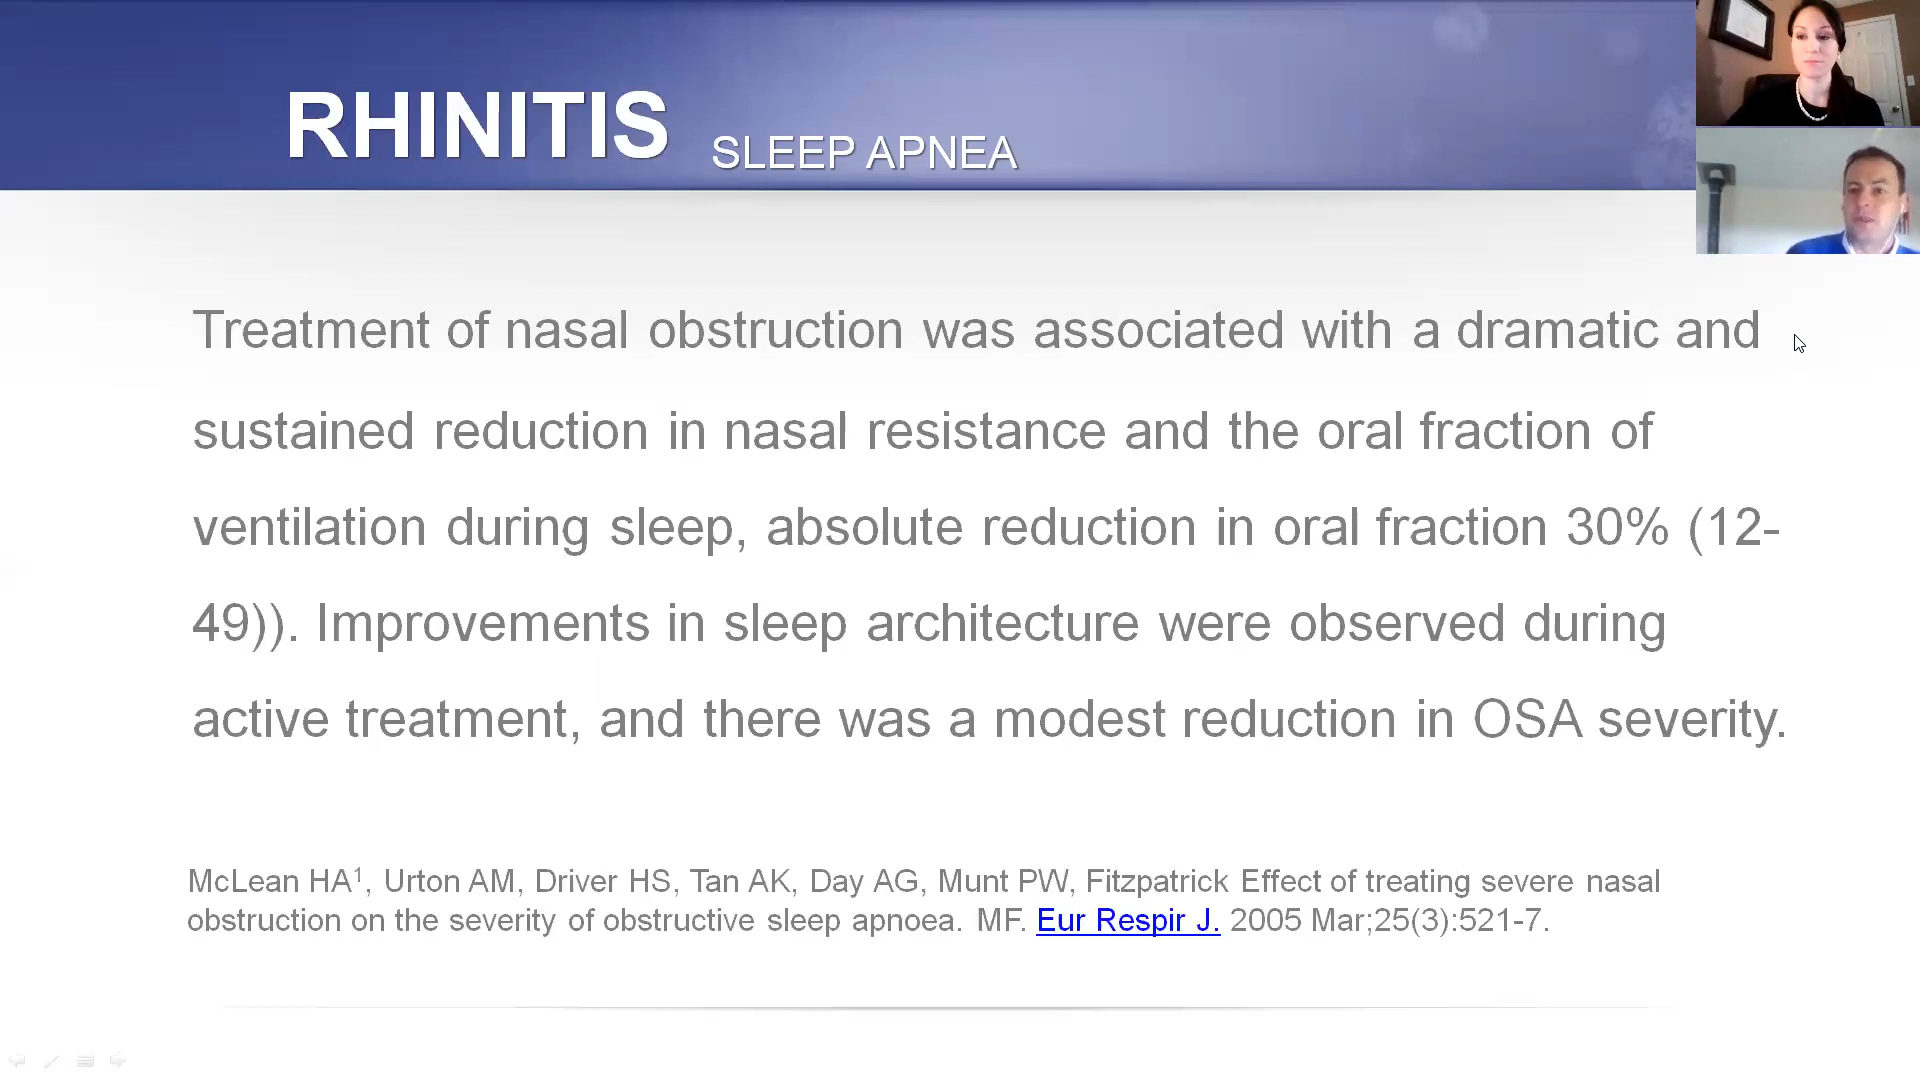 RHINITIS SLEEP APNEA
Treatment of nasal obstruction was associated with a dramatic and
sustained reduction in nasal resistance and the oral fraction of
ventilation during sleep, absolute reduction in oral fraction 30% (12-
49)). Improvements in sleep architecture were observed during
active treatment, and there was a modest reduction in OSA severity.
McLean HA¹, Urton AM, Driver HS, Tan AK, Day AG, Munt PW, Fitzpatrick Effect of treating severe nasal
obstruction on the severity of obstructive sleep apnoea. MF. Eur Respir J. 2005 Mar;25(3):521-7.